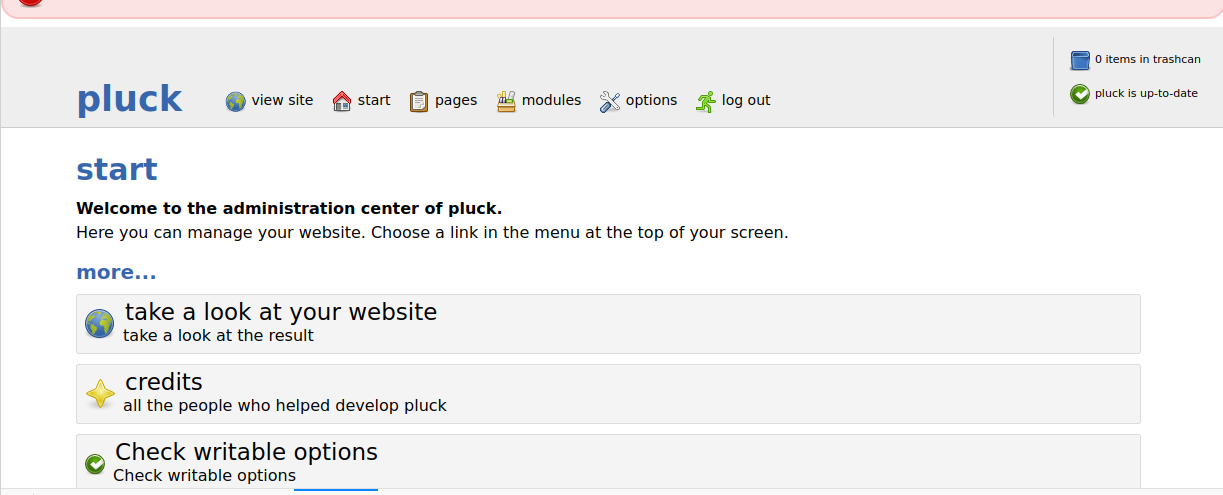 0 items in trashcan
pluck is up-to-date
pluck view site start pages modules options log out
start
Welcome to the administration center of pluck.
Here you can manage your website. Choose a link in the menu at the top of your screen.
more...
take a look at your website
take a look at the result
credits
all the people who helped develop pluck
Check writable options
Check writable options